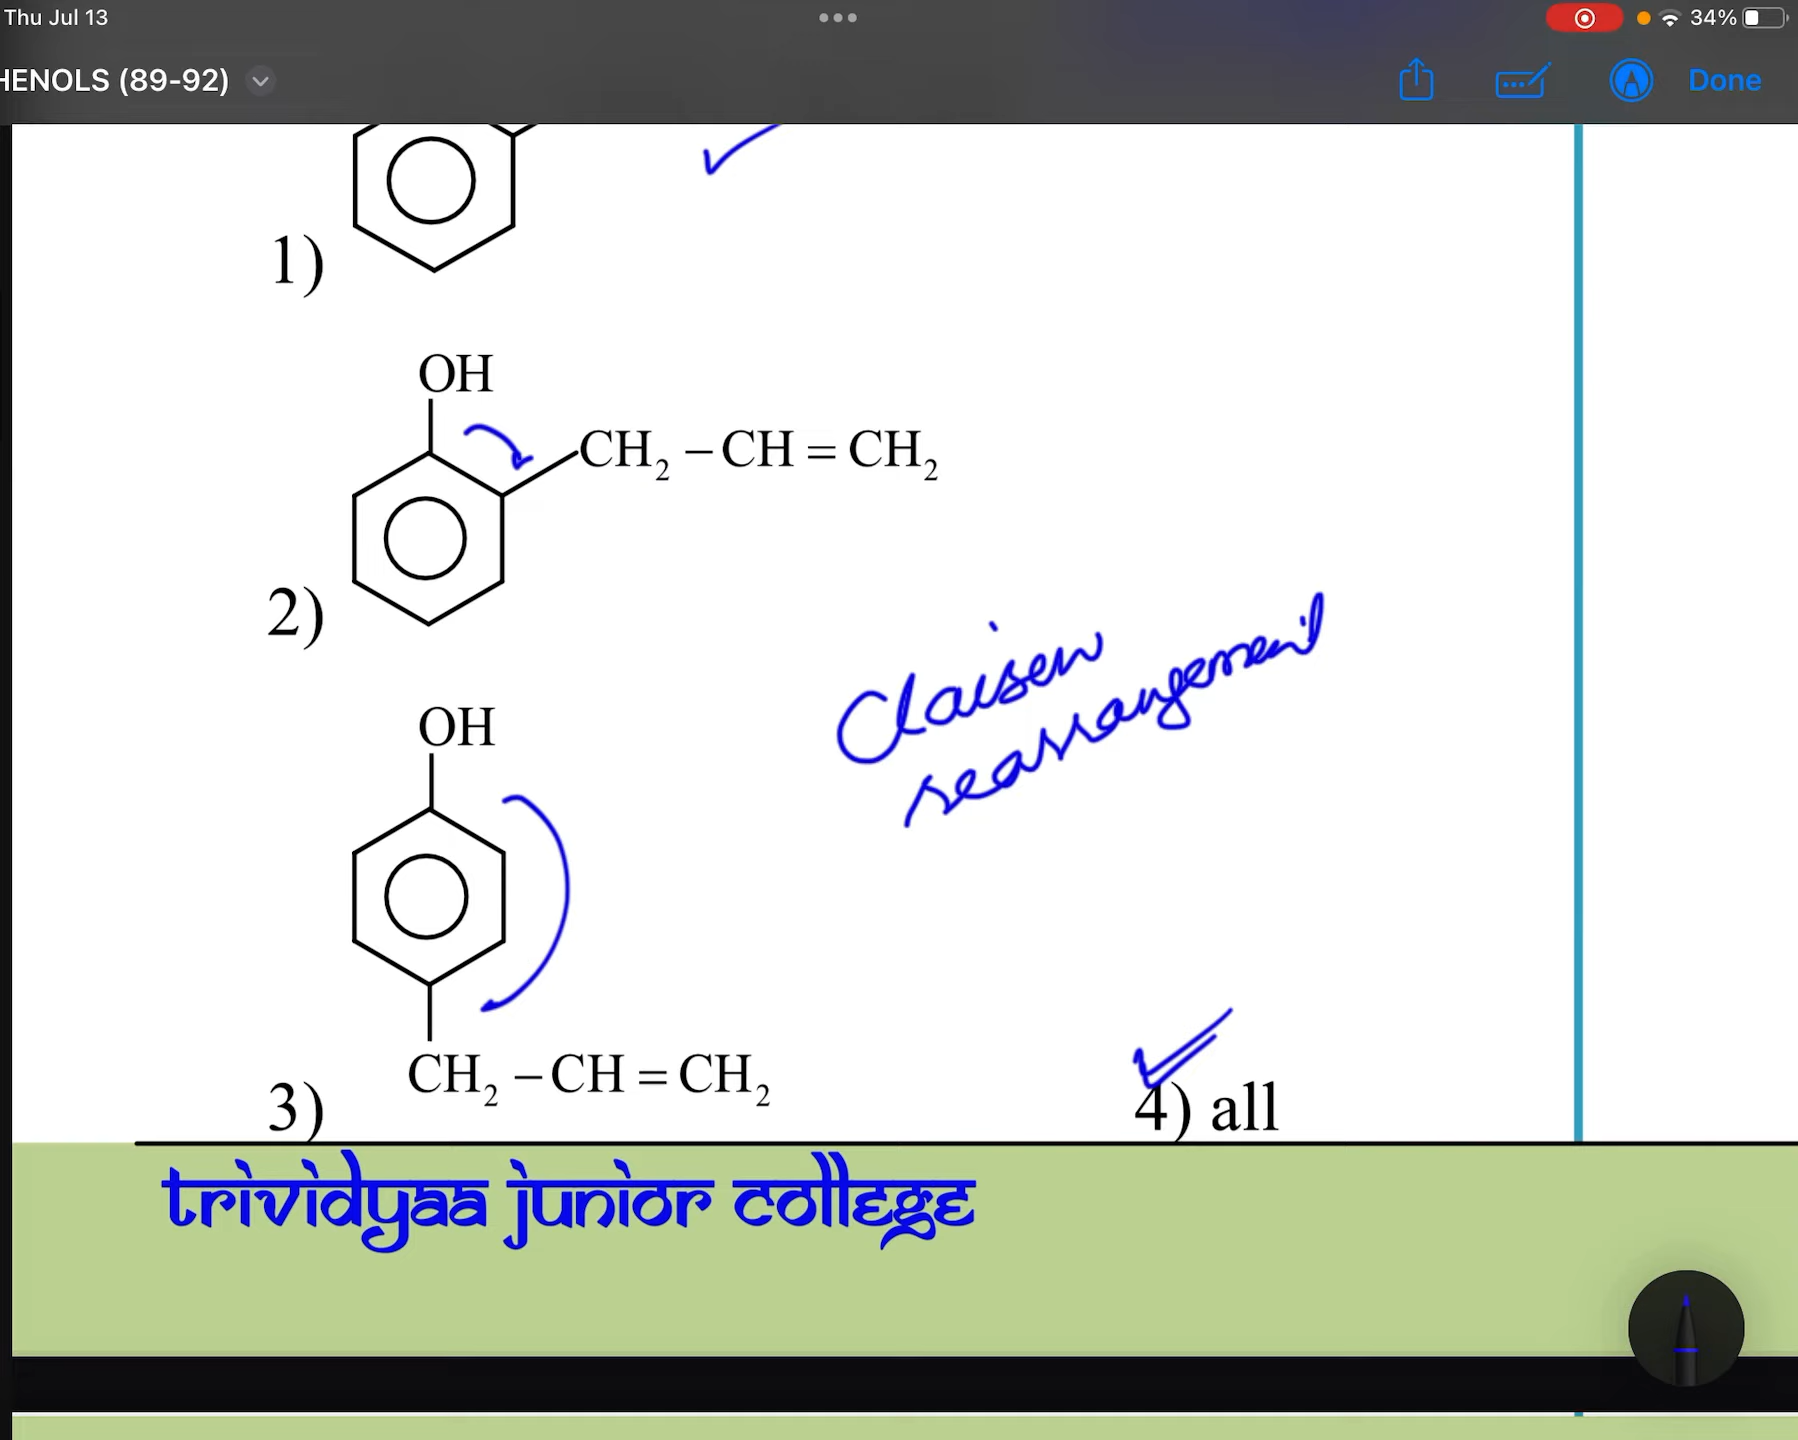 Thu Jul 13
34%
HENOLS (89-92)
Done
1)
OH
CH₂ – CH = CH₂
2)
Claisen
rearrangement
OH
CH₂ – CH = CH₂
3)
4) all
trividyaa junior college